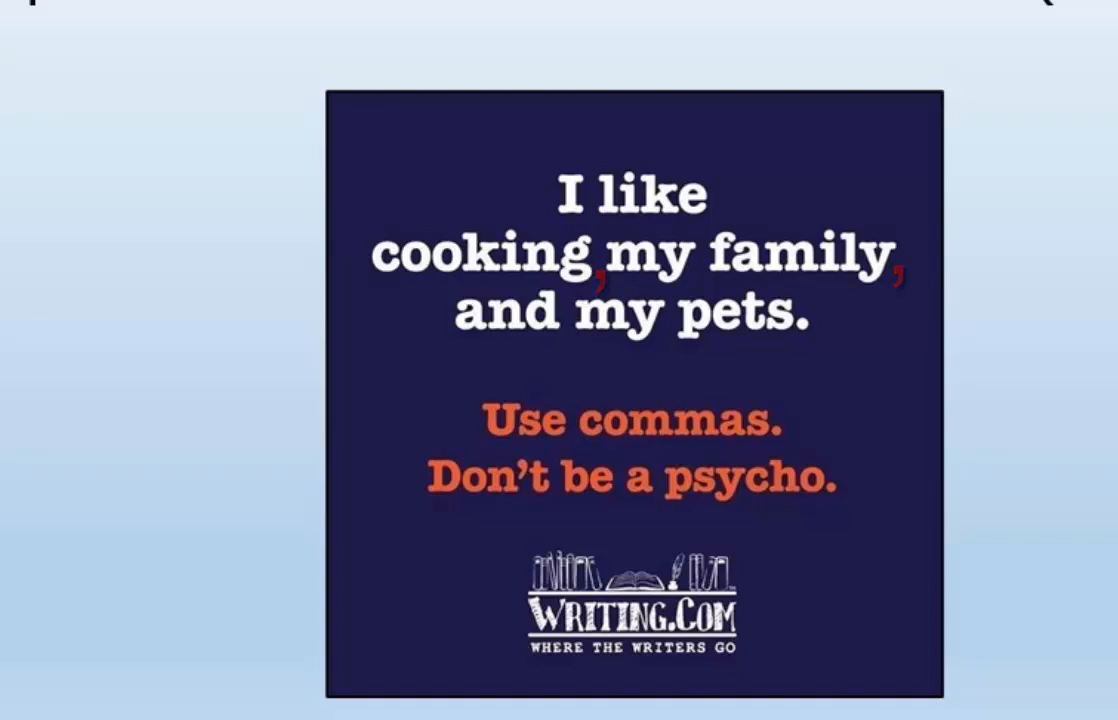 I like
cooking, my family,
and my pets.
Use commas.
Don't be a psycho.
WRITING.COM
WHERE THE WRITERS GO